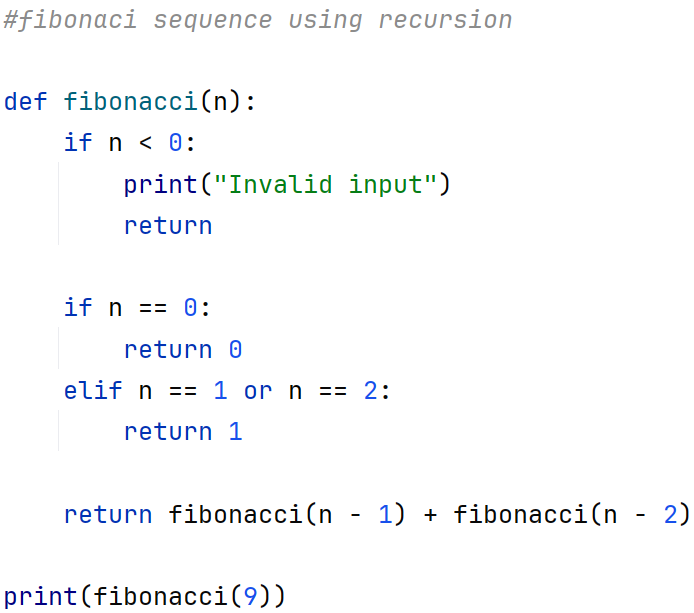 #fibonaci sequence using recursion
def fibonacci(n):
    if n < 0:
        print("Invalid input")
        return
    if n == 0:
        return 0
    elif n == 1 or n == 2:
        return 1
    return fibonacci(n - 1) + fibonacci(n - 2)
print(fibonacci(9))